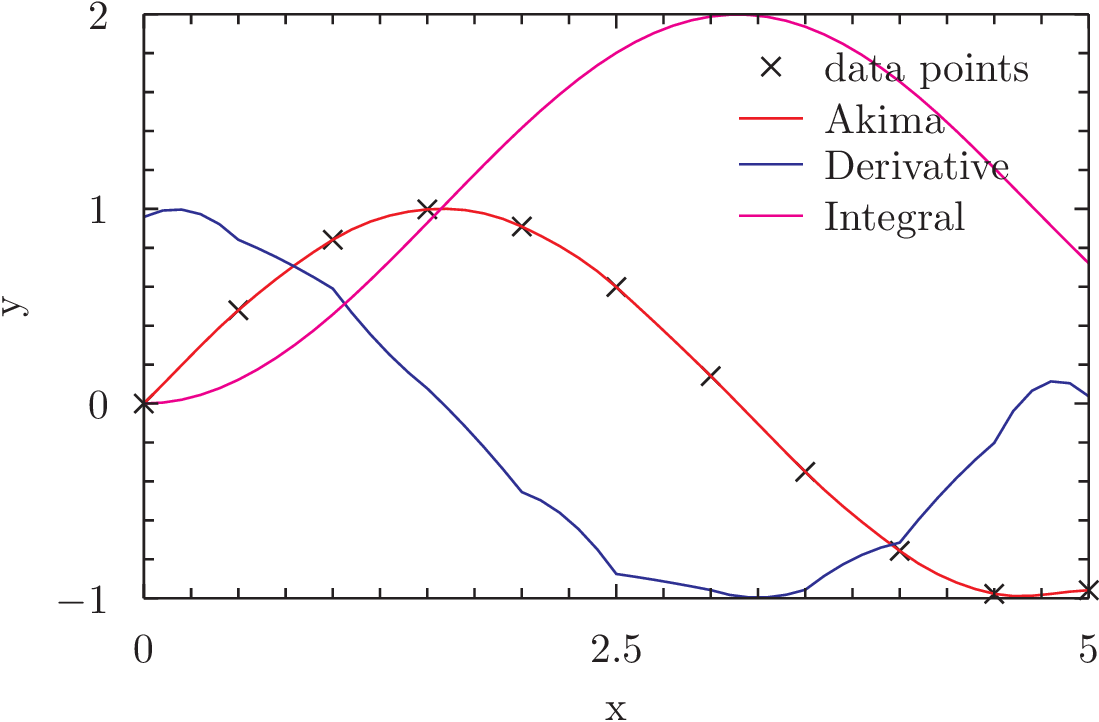 2
1
0
−1
y
data points
Akima
Derivative
Integral
0 2.5 5
x